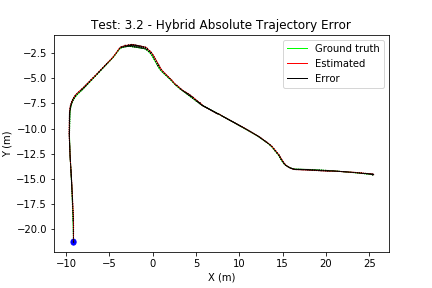 Test: 3.2 - Hybrid Absolute Trajectory Error
Ground truth
Estimated
Error
−2.5
−5.0
−7.5
−10.0
−12.5
−15.0
−17.5
−20.0
Y (m)
−10 −5 0 5 10 15 20 25
X (m)